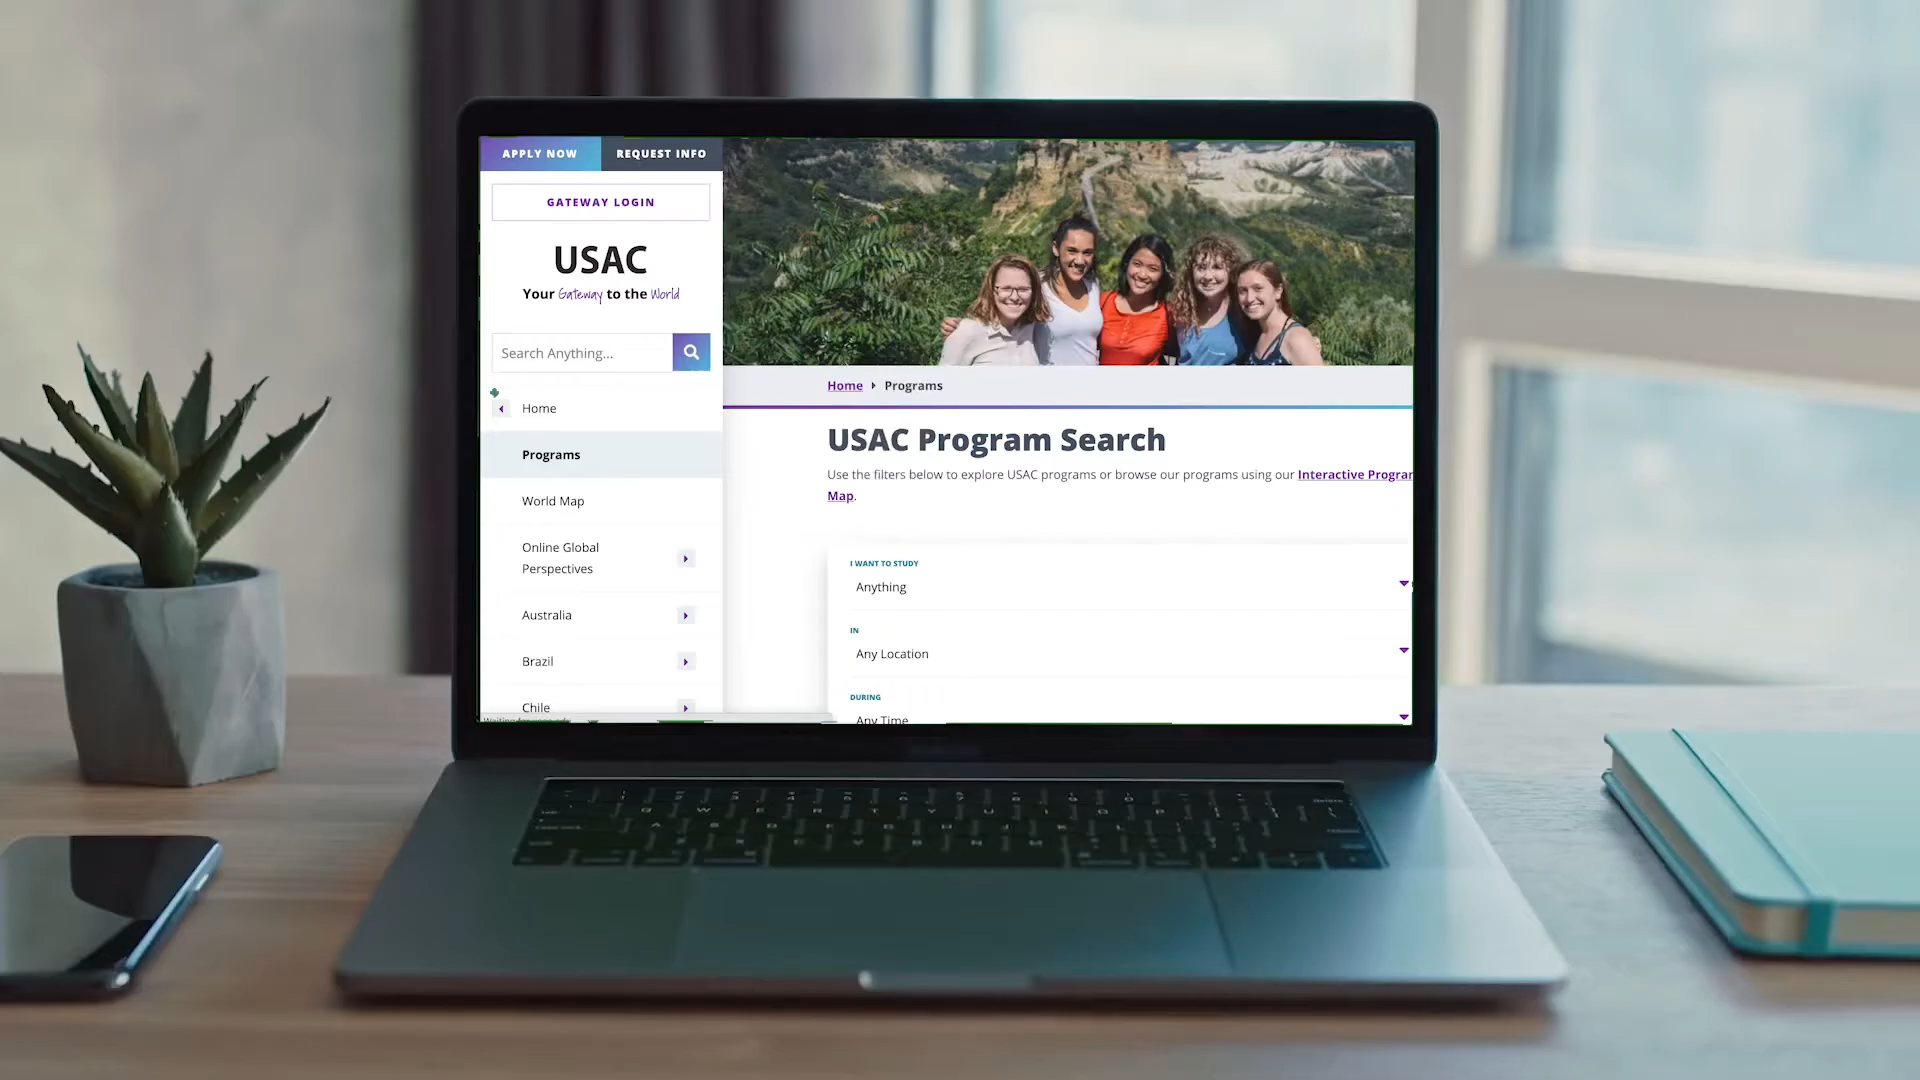 APPLY NOW
REQUEST INFO
GATEWAY LOGIN
USAC
Your Gateway to the World
Search Anything...
Home
Programs
World Map
Online Global
Perspectives
Australia
Brazil
Chile
Home Programs
USAC Program Search
Use the filters below to explore USAC programs or browse our programs using our Interactive Program
Map.
I WANT TO STUDY
Anything
IN
Any Location
DURING
Any Time